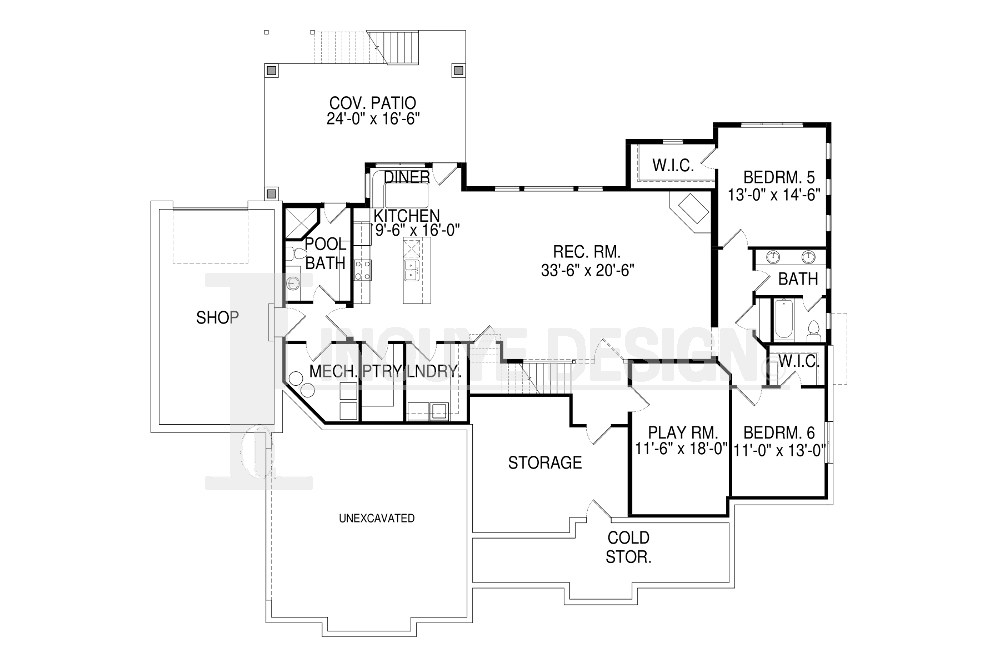 COV. PATIO
24'-0" x 16'-6"
DINER
KITCHEN
9'-6" x 16'-0"
POOL
BATH
W.I.C.
BEDRM. 5
13'-0" x 14'-6"
REC. RM.
33'-6" x 20'-6"
BATH
SHOP
INOUYE DESIGN
MECH.
PTRY
LNDRY.
W.I.C.
PLAY RM.
11'-6" x 18'-0"
BEDRM. 6
11'-0" x 13'-0"
STORAGE
UNEXCAVATED
COLD
STOR.